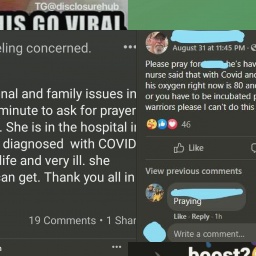 TG@disclosurehub
US GO VIRAL
eling concerned.
nal and family issues in
minute to ask for prayer
. She is in the hospital i
diagnosed with COVID
life and very ill. she
an get. Thank you all in
19 Comments • 1 Shar
August 31 at 11:45 PM
Please pray for
he's hav
nurse said that with Covid and
his oxygen right now is 80 and
or you have to be incubated p
warriors please I can't do this
46
Like
View previous comments
Praying
Like · Reply · 1h
Write a comment...
boost?